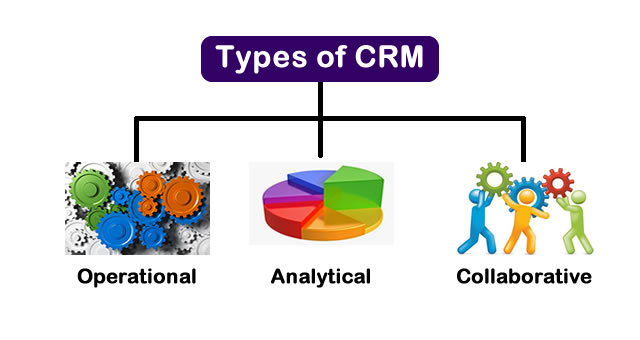 Types of CRM
Operational
Analytical
Collaborative